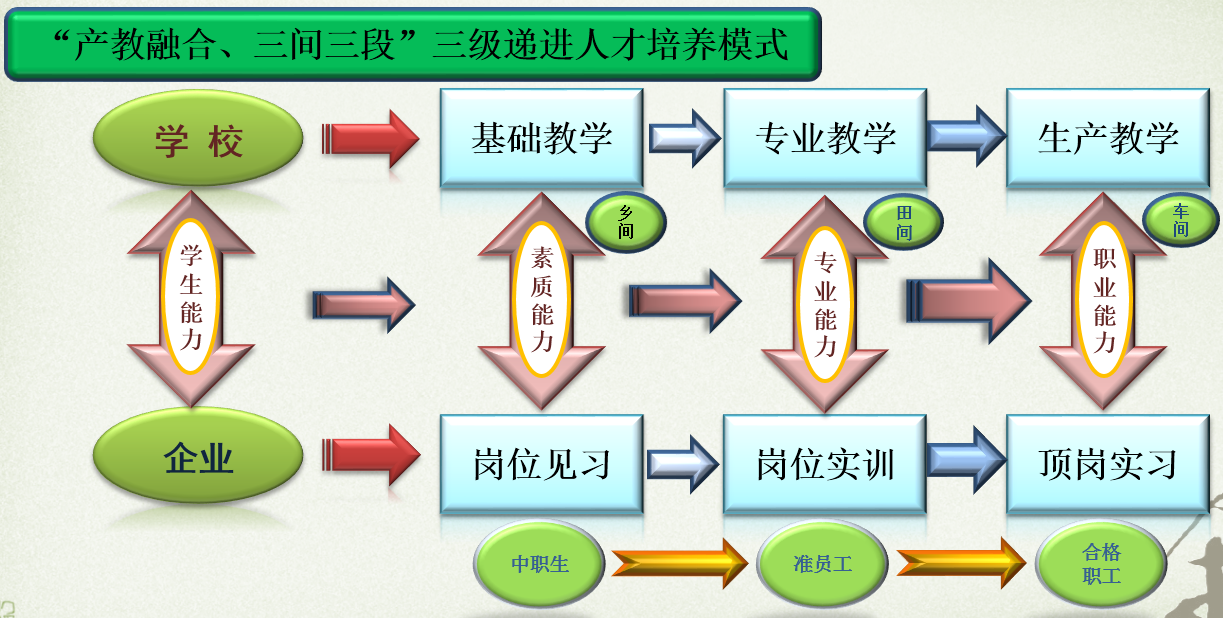 “产教融合、三间三段”三级递进人才培养模式
学 校
基础教学
专业教学
生产教学
乡间
田间
车间
学生能力
素质能力
专业能力
职业能力
企业
岗位见习
岗位实训
顶岗实习
中职生
准员工
合格
职工